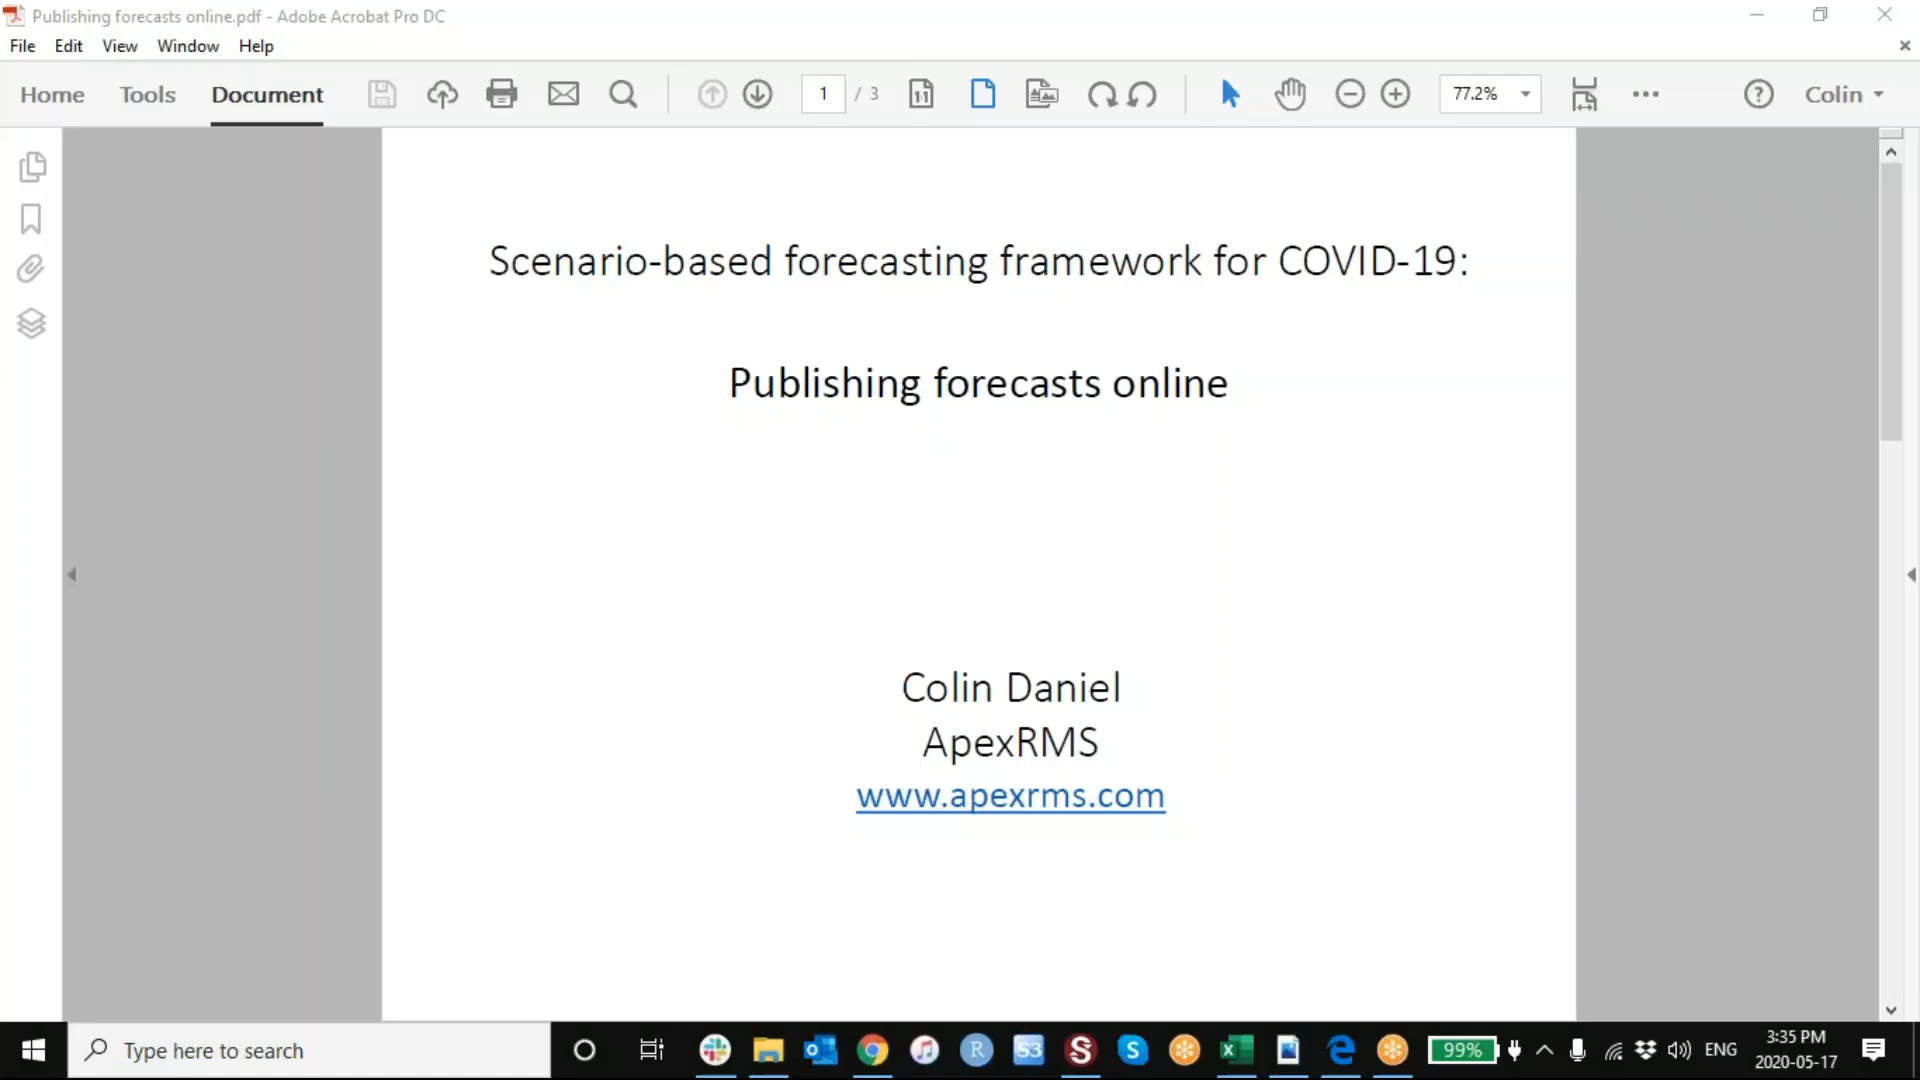 Publishing forecasts online.pdf - Adobe Acrobat Pro DC
File Edit View Window Help
Home Tools Document 1 / 3 77.2% Colin
Scenario-based forecasting framework for COVID-19:
Publishing forecasts online
Colin Daniel
ApexRMS
www.apexrms.com
Type here to search
99% ENG
3:35 PM
2020-05-17